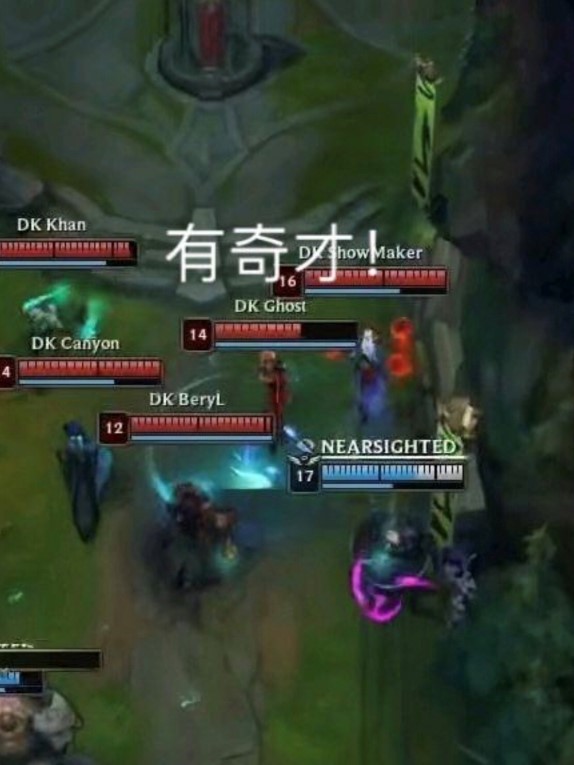 DK Khan
有奇才!
DK ShowMaker
16
DK Ghost
14
DK Canyon
4
DK BeryL
12
NEARSIGHTED
17